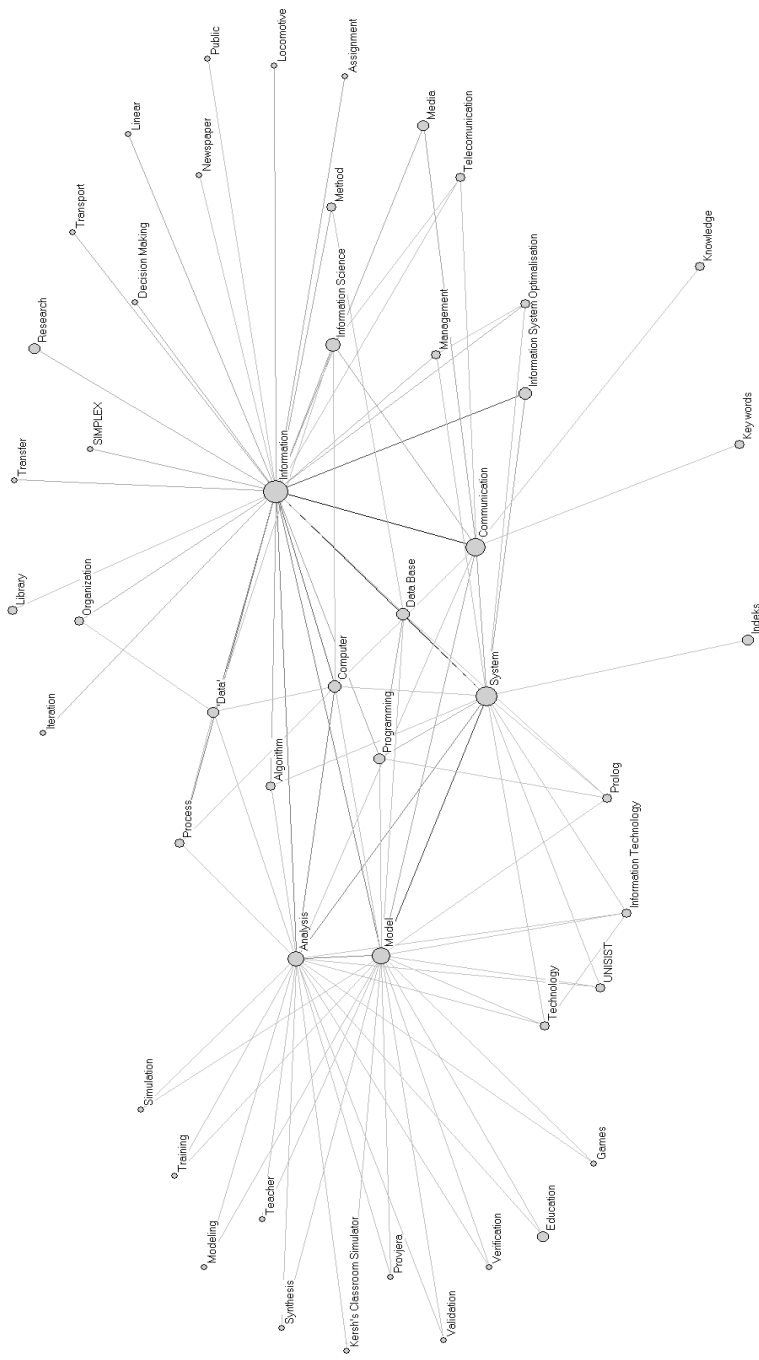 Public
Locomotive
Assignment
Linear
Newspaper
Media
Telecomunication
Transport
Method
Decision Making
Knowledge
Research
Information Science
Management
Information System Optimalisation
Transfer
SIMPLEX
Information
Key words
Communication
Library
Organization
Data Base
Iteration
'Data'
Computer
System
Indeks
Algorithm
Programming
Prolog
Process
Information Technology
Analysis
Model
UNISIST
Technology
Simulation
Training
Games
Modeling
Teacher
Education
Synthesis
Kersh's Classroom Simulator
Provjera
Verification
Validation